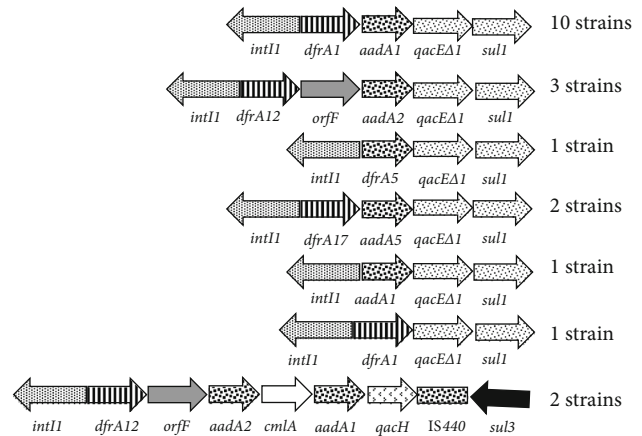 10 strains
intI1 dfrA1 aadA1 qacEΔ1 sul1
3 strains
intI1 dfrA12 orfF aadA2 qacEΔ1 sul1
1 strain
intI1 dfrA5 qacEΔ1 sul1
2 strains
intI1 dfrA17 aadA5 qacEΔ1 sul1
1 strain
intI1 aadA1 qacEΔ1 sul1
1 strain
intI1 dfrA1 qacEΔ1 sul1
2 strains
intI1 dfrA12 orfF aadA2 cmlA aadA1 qacH IS440 sul3